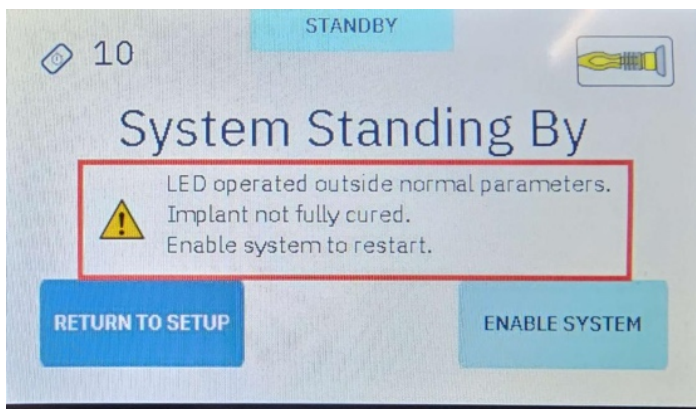 STANDBY
10
System Standing By
LED operated outside normal parameters.
Implant not fully cured.
Enable system to restart.
RETURN TO SETUP
ENABLE SYSTEM